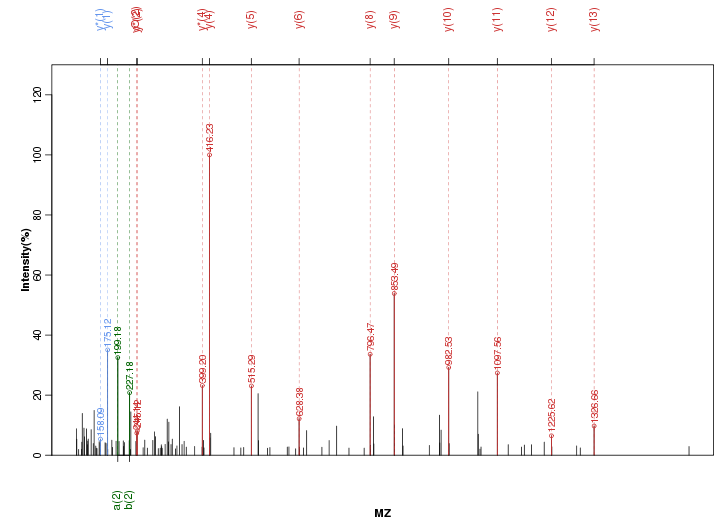 y*(1)
y(1)
y(2)
y*(4)
y(4)
y(5)
y(6)
y(8)
y(9)
y(10)
y(11)
y(12)
y(13)
Intensity(%)
0
20
40
60
80
100
120
158.09
175.12
199.18
227.18
399.20
416.23
515.29
628.38
796.47
853.49
982.53
1097.56
1225.62
1326.66
a(2)
b(2)
MZ